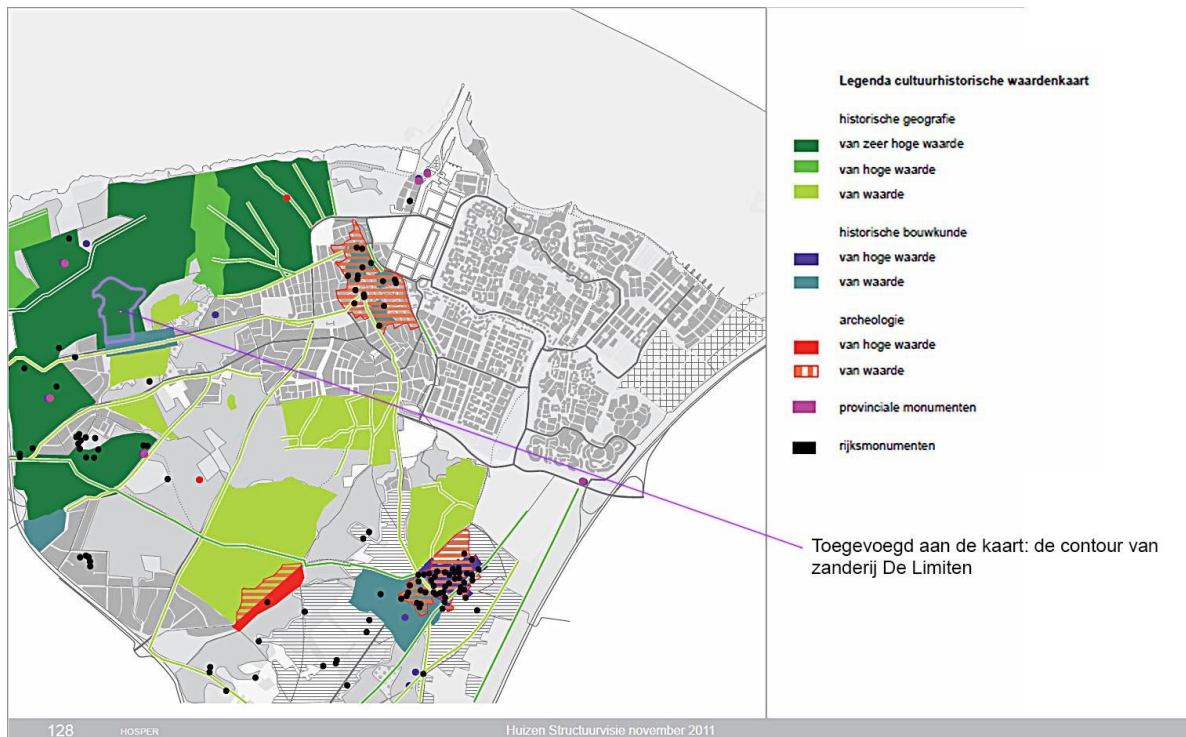 Legenda cultuurhistorische waardenkaart
historische geografie
van zeer hoge waarde
van hoge waarde
van waarde
historische bouwkunde
van hoge waarde
van waarde
archeologie
van hoge waarde
van waarde
provinciale monumenten
rijksmonumenten
Toegevoegd aan de kaart: de contour van
zanderij De Limiten
128 HOSPER Huizen Structuurvisie november 2011